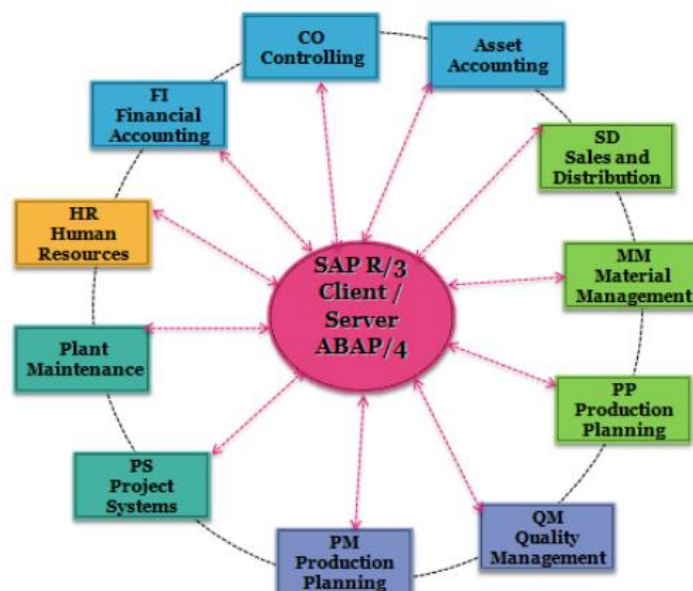 CO
Controlling
Asset
Accounting
FI
Financial
Accounting
SD
Sales and
Distribution
HR
Human
Resources
SAP R/3
Client /
Server
ABAP/4
MM
Material
Management
Plant
Maintenance
PP
Production
Planning
PS
Project
Systems
PM
Production
Planning
QM
Quality
Management